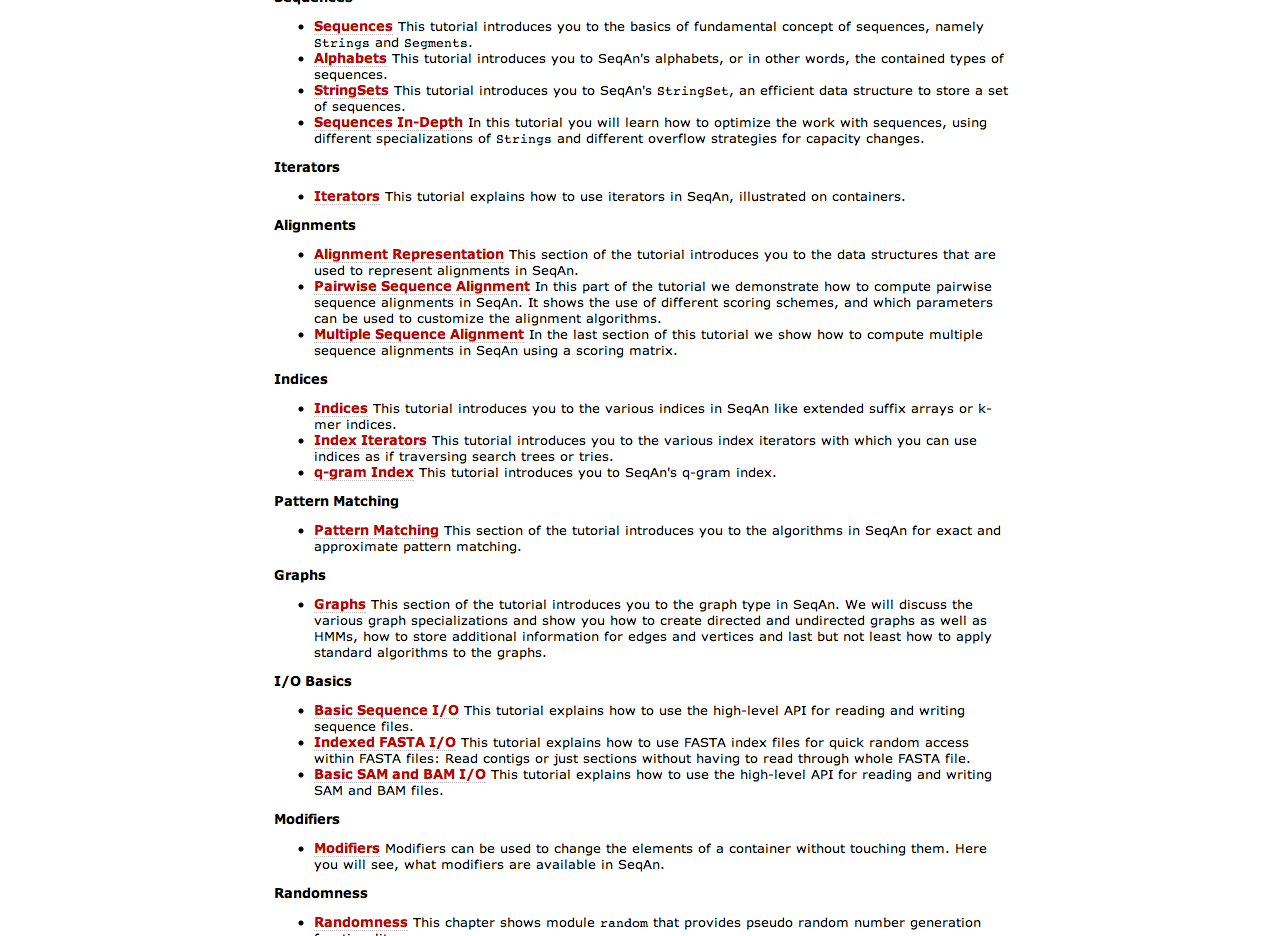 Sequences
Sequences This tutorial introduces you to the basics of fundamental concept of sequences, namely
Strings and Segments.
Alphabets This tutorial introduces you to SeqAn's alphabets, or in other words, the contained types of
sequences.
StringSets This tutorial introduces you to SeqAn's StringSet, an efficient data structure to store a set
of sequences.
Sequences In-Depth In this tutorial you will learn how to optimize the work with sequences, using
different specializations of Strings and different overflow strategies for capacity changes.
Iterators
Iterators This tutorial explains how to use iterators in SeqAn, illustrated on containers.
Alignments
Alignment Representation This section of the tutorial introduces you to the data structures that are
used to represent alignments in SeqAn.
Pairwise Sequence Alignment In this part of the tutorial we demonstrate how to compute pairwise
sequence alignments in SeqAn. It shows the use of different scoring schemes, and which parameters
can be used to customize the alignment algorithms.
Multiple Sequence Alignment In the last section of this tutorial we show how to compute multiple
sequence alignments in SeqAn using a scoring matrix.
Indices
Indices This tutorial introduces you to the various indices in SeqAn like extended suffix arrays or k-
mer indices.
Index Iterators This tutorial introduces you to the various index iterators with which you can use
indices as if traversing search trees or tries.
q-gram Index This tutorial introduces you to SeqAn's q-gram index.
Pattern Matching
Pattern Matching This section of the tutorial introduces you to the algorithms in SeqAn for exact and
approximate pattern matching.
Graphs
Graphs This section of the tutorial introduces you to the graph type in SeqAn. We will discuss the
various graph specializations and show you how to create directed and undirected graphs as well as
HMMs, how to store additional information for edges and vertices and last but not least how to apply
standard algorithms to the graphs.
I/O Basics
Basic Sequence I/O This tutorial explains how to use the high-level API for reading and writing
sequence files.
Indexed FASTA I/O This tutorial explains how to use FASTA index files for quick random access
within FASTA files: Read contigs or just sections without having to read through whole FASTA file.
Basic SAM and BAM I/O This tutorial explains how to use the high-level API for reading and writing
SAM and BAM files.
Modifiers
Modifiers Modifiers can be used to change the elements of a container without touching them. Here
you will see, what modifiers are available in SeqAn.
Randomness
Randomness This chapter shows module random that provides pseudo random number generation